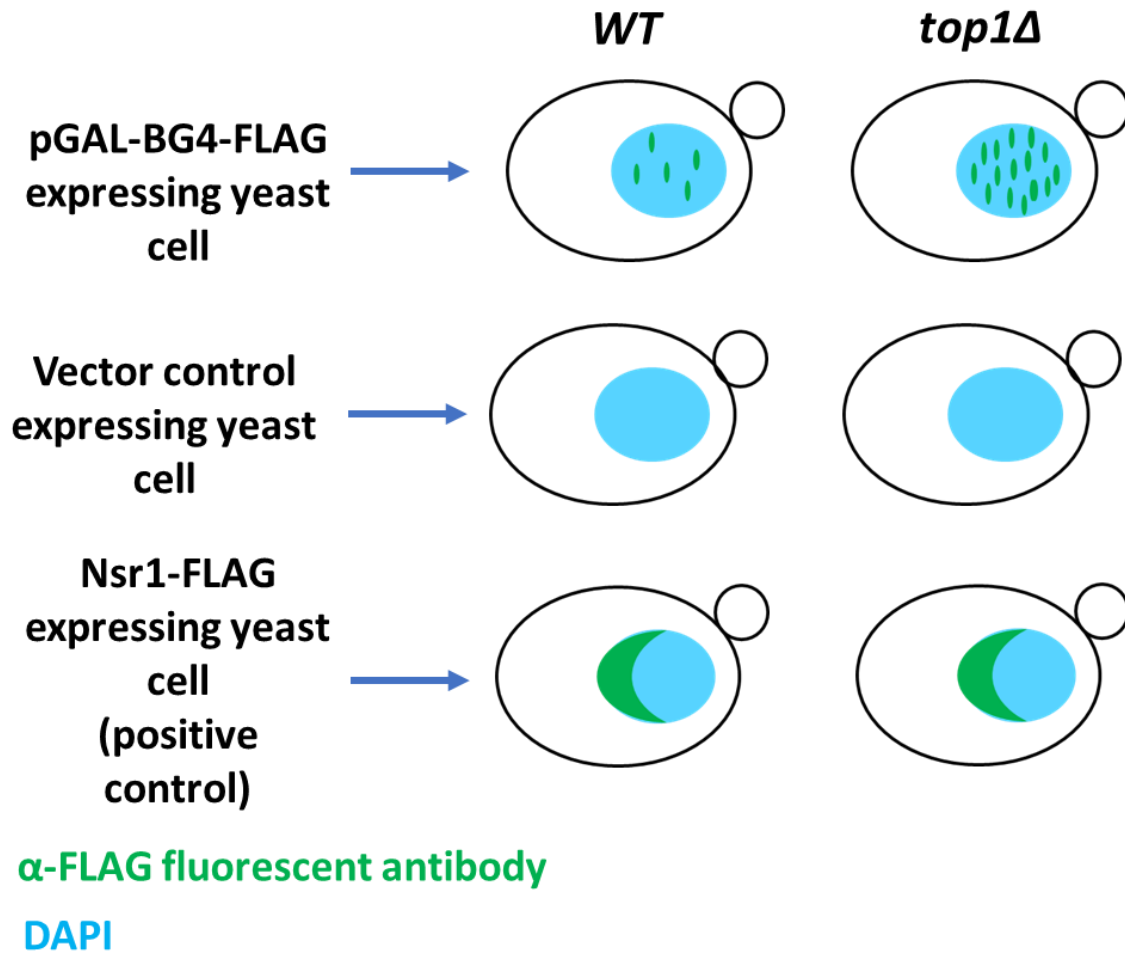 WT
top1Δ
pGAL-BG4-FLAG
expressing yeast
cell
Vector control
expressing yeast
cell
Nsr1-FLAG
expressing yeast
cell
(positive
control)
α-FLAG fluorescent antibody
DAPI